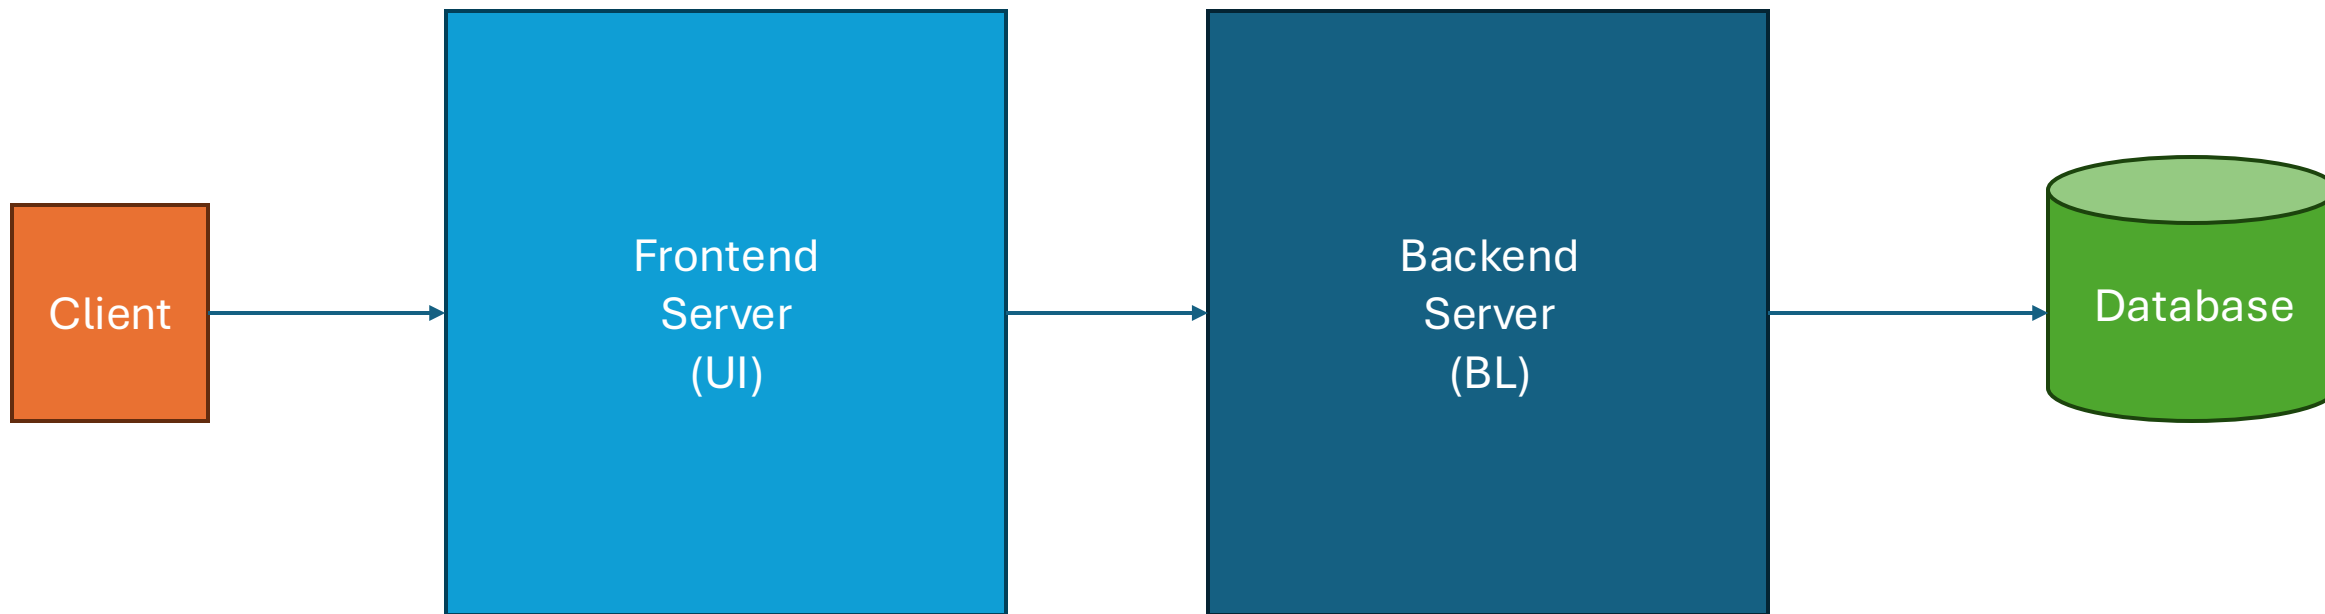 Client
Frontend
Server
(UI)
Backend
Server
(BL)
Database